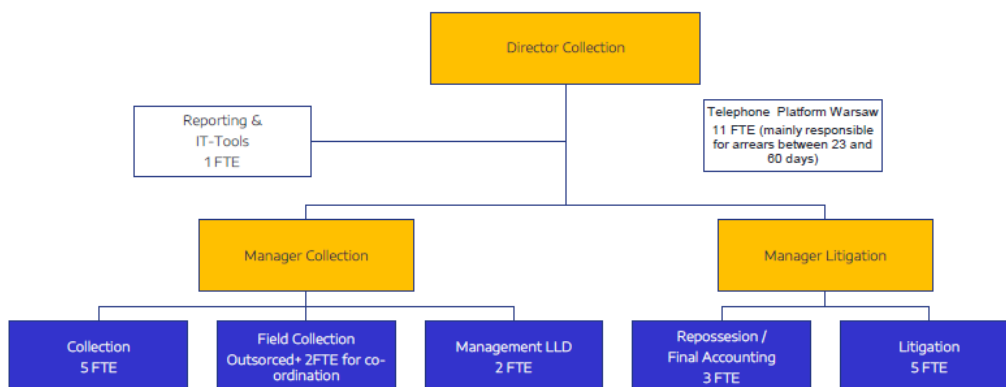 Director Collection
Reporting &
IT-Tools
1 FTE
Telephone Platform Warsaw
11 FTE (mainly responsible
for arrears between 23 and
60 days)
Manager Collection
Manager Litigation
Collection
5 FTE
Field Collection
Outsorced+ 2FTE for co-
ordination
Management LLD
2 FTE
Repossesion /
Final Accounting
3 FTE
Litigation
5 FTE